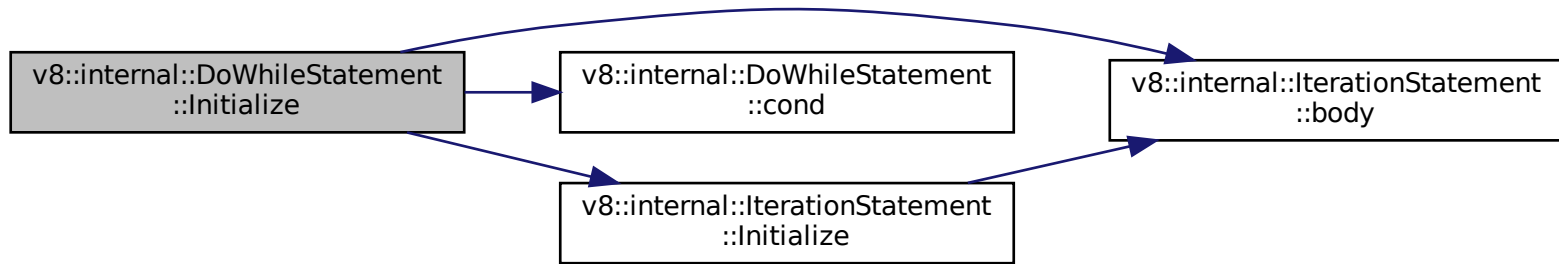 v8::internal::DoWhileStatement
::Initialize
v8::internal::DoWhileStatement
::cond
v8::internal::IterationStatement
::body
v8::internal::IterationStatement
::Initialize